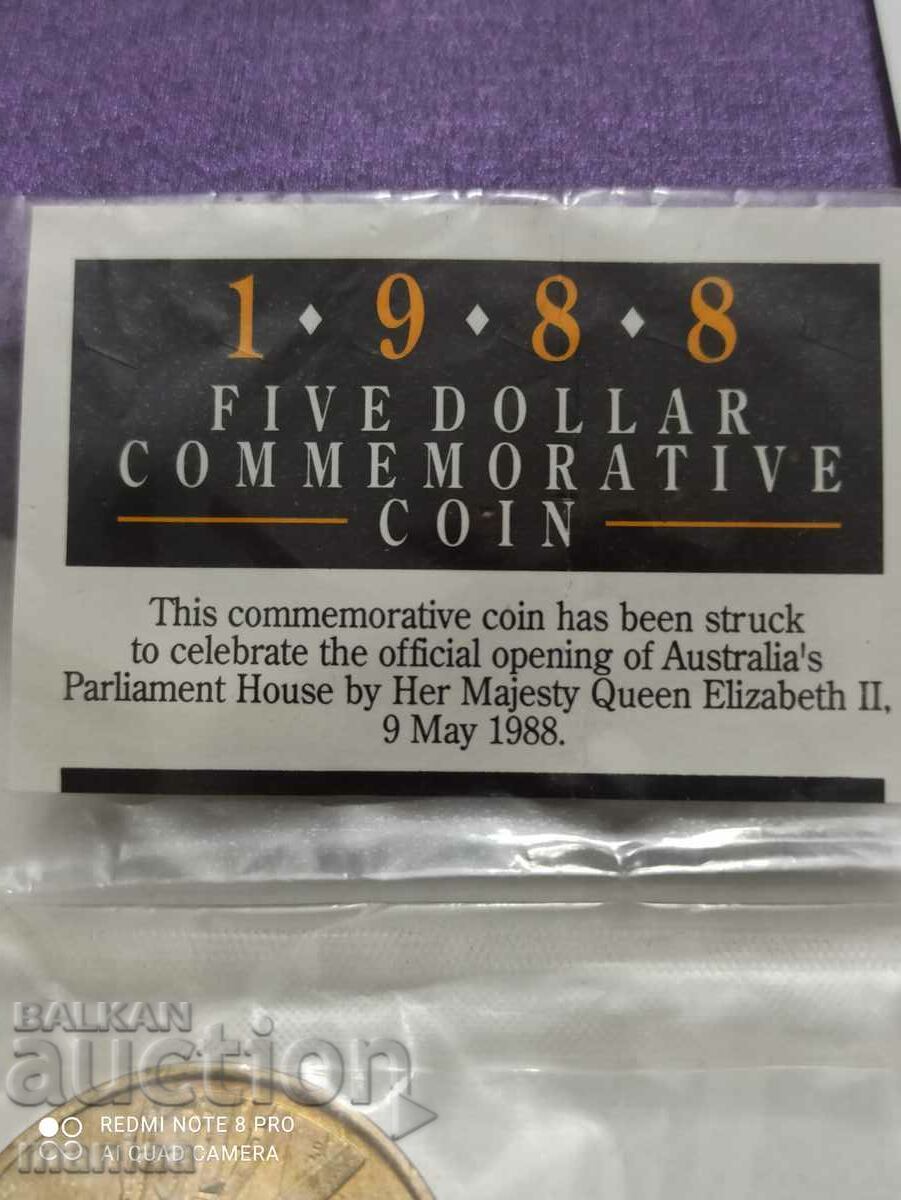 1 9 8 8
FIVE DOLLAR
COMMEMORATIVE
COIN
This commemorative coin has been struck
to celebrate the official opening of Australia's
Parliament House by Her Majesty Queen Elizabeth II,
9 May 1988.
BALKAN
auction
REDMI NOTE 8 PRO
AI QUAD CAMERA